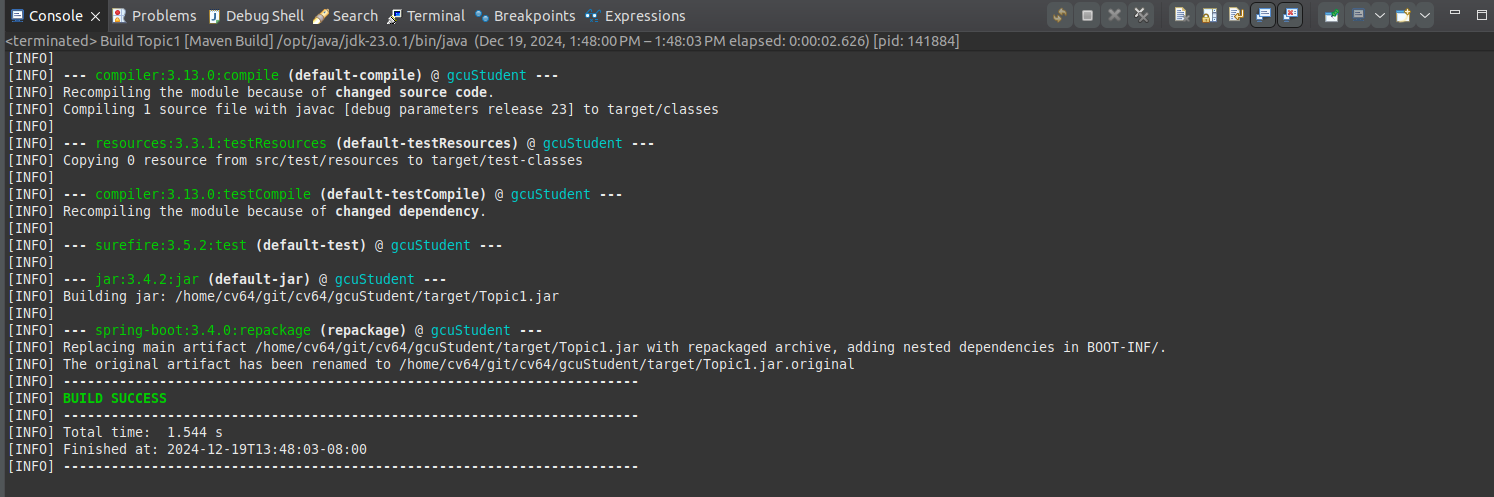 Console Problems Debug Shell Search Terminal Breakpoints Expressions
<terminated> Build Topic1 [Maven Build] /opt/java/jdk-23.0.1/bin/java (Dec 19, 2024, 1:48:00 PM – 1:48:03 PM elapsed: 0:00:02.626) [pid: 141884]
[INFO]
[INFO] --- compiler:3.13.0:compile (default-compile) @ gcuStudent ---
[INFO] Recompiling the module because of changed source code.
[INFO] Compiling 1 source file with javac [debug parameters release 23] to target/classes
[INFO]
[INFO] --- resources:3.3.1:testResources (default-testResources) @ gcuStudent ---
[INFO] Copying 0 resource from src/test/resources to target/test-classes
[INFO]
[INFO] --- compiler:3.13.0:testCompile (default-testCompile) @ gcuStudent ---
[INFO] Recompiling the module because of changed dependency.
[INFO]
[INFO] --- surefire:3.5.2:test (default-test) @ gcuStudent ---
[INFO]
[INFO] --- jar:3.4.2:jar (default-jar) @ gcuStudent ---
[INFO] Building jar: /home/cv64/git/cv64/gcuStudent/target/Topic1.jar
[INFO]
[INFO] --- spring-boot:3.4.0:repackage (repackage) @ gcuStudent ---
[INFO] Replacing main artifact /home/cv64/git/cv64/gcuStudent/target/Topic1.jar with repackaged archive, adding nested dependencies in BOOT-INF/.
[INFO] The original artifact has been renamed to /home/cv64/git/cv64/gcuStudent/target/Topic1.jar.original
[INFO] ------------------------------------------------------------------------
[INFO] BUILD SUCCESS
[INFO] ------------------------------------------------------------------------
[INFO] Total time:  1.544 s
[INFO] Finished at: 2024-12-19T13:48:03-08:00
[INFO] ------------------------------------------------------------------------